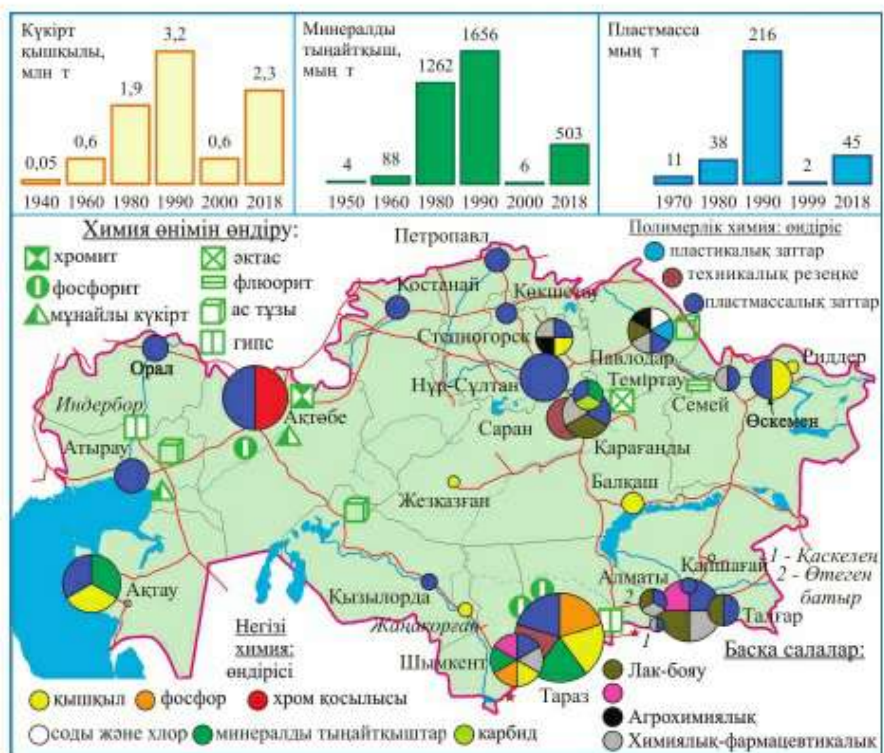 Күкірт
қышқылы,
млн т
0,05
0,6
1,9
3,2
0,6
2,3
1940 1960 1980 1990 2000 2018
Минералды
тыңайтқыш,
мың т
4
88
1262
1656
6
503
1950 1960 1980 1990 2000 2018
Пластмасса
мың т
11
38
216
2
45
1970 1980 1990 1999 2018
Химия өнімін өндіру:
хромит
фосфорит
мұнайлы күкірт
әктас
флюорит
ас тұзы
гипс
Полимерлік химия: өндіріс
пластикалық заттар
техникалық резеңке
пластмассалық заттар
Петропавл
Қостанай
Көкшетау
Степногорск
Павлодар
Риддер
Орал
Нұр-Сұлтан
Теміртау
Семей
Өскемен
Индербор
Ақтөбе
Саран
Қарағанды
Атырау
Жезқазған
Балқаш
Ақтау
Қызылорда
Жаңақорған
Алматы
Қапшағай
1 - Қаскелең
2 - Өтеген
батыр
2
1
Талғар
Шымкент
Тараз
Негізі
химия:
өндірісі
қышқыл
фосфор
хром қосылысы
соды және хлор
минералды тыңайтқыштар
карбид
Басқа салалар:
Лак-бояу
Агрохимиялық
Химиялық-фармацевтикалық